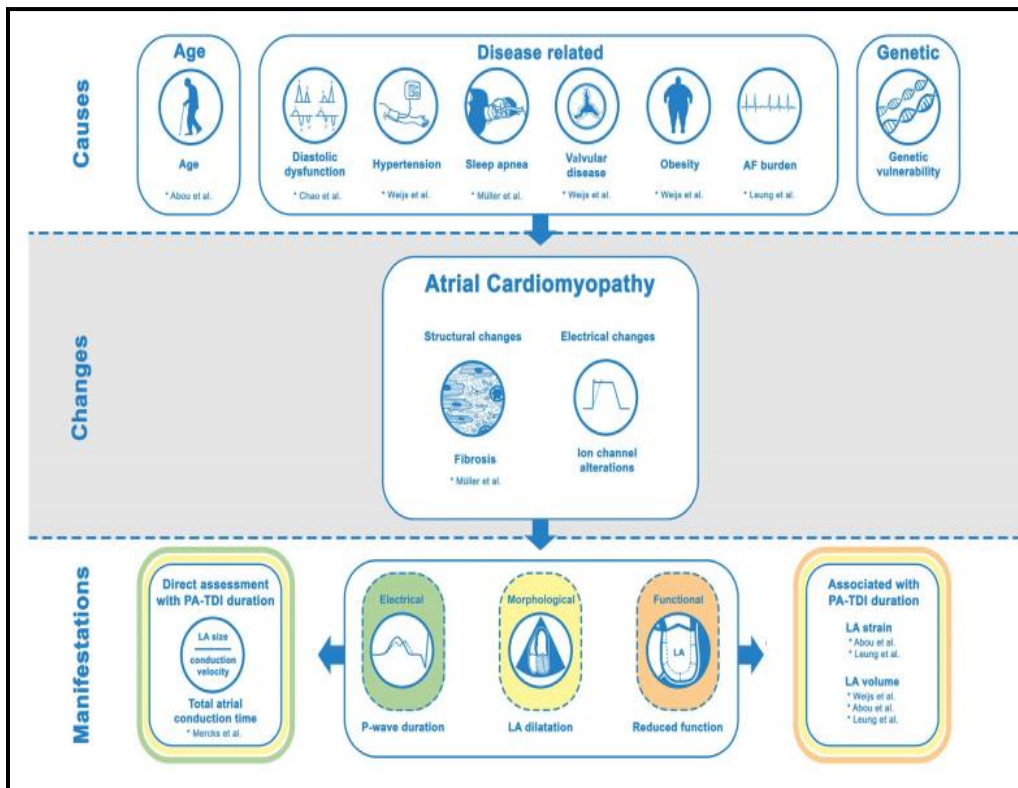 Causes
Age
Age
* Abou et al.
Disease related
Diastolic
dysfunction
* Chao et al.
Hypertension
* Weijs et al.
Sleep apnea
* Müller et al.
Valvular
disease
* Weijs et al.
Obesity
* Weijs et al.
AF burden
* Leung et al.
Genetic
Genetic
vulnerability
Changes
Atrial Cardiomyopathy
Structural changes
Fibrosis
* Müller et al.
Electrical changes
Ion channel
alterations
Manifestations
Direct assessment
with PA-TDI duration
LA size
conduction
velocity
Total atrial
conduction time
* Merckx et al.
Electrical
P-wave duration
Morphological
LA dilatation
Functional
LA
Reduced function
Associated with
PA-TDI duration
LA strain
* Abou et al.
* Leung et al.
LA volume
* Weijs et al.
* Abou et al.
* Leung et al.